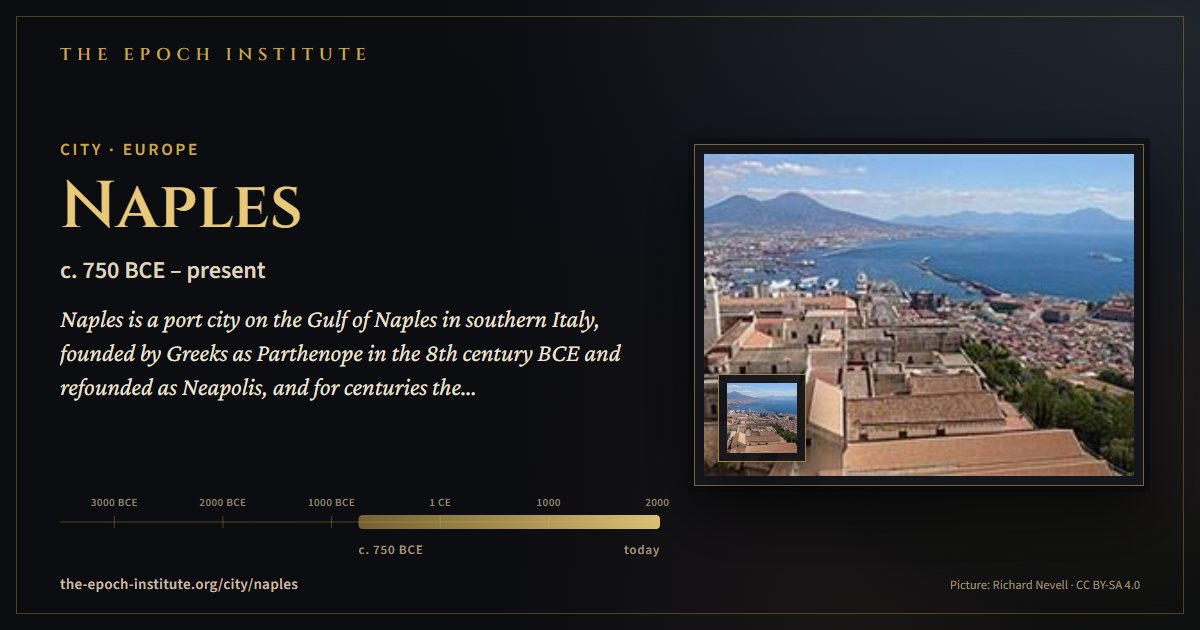 THE EPOCH INSTITUTE
CITY · EUROPE
NAPLES
c. 750 BCE – present
Naples is a port city on the Gulf of Naples in southern Italy,
founded by Greeks as Parthenope in the 8th century BCE and
refounded as Neapolis, and for centuries the...
3000 BCE 2000 BCE 1000 BCE 1 CE 1000 2000
c. 750 BCE today
the-epoch-institute.org/city/naples
Picture: Richard Nevell · CC BY-SA 4.0